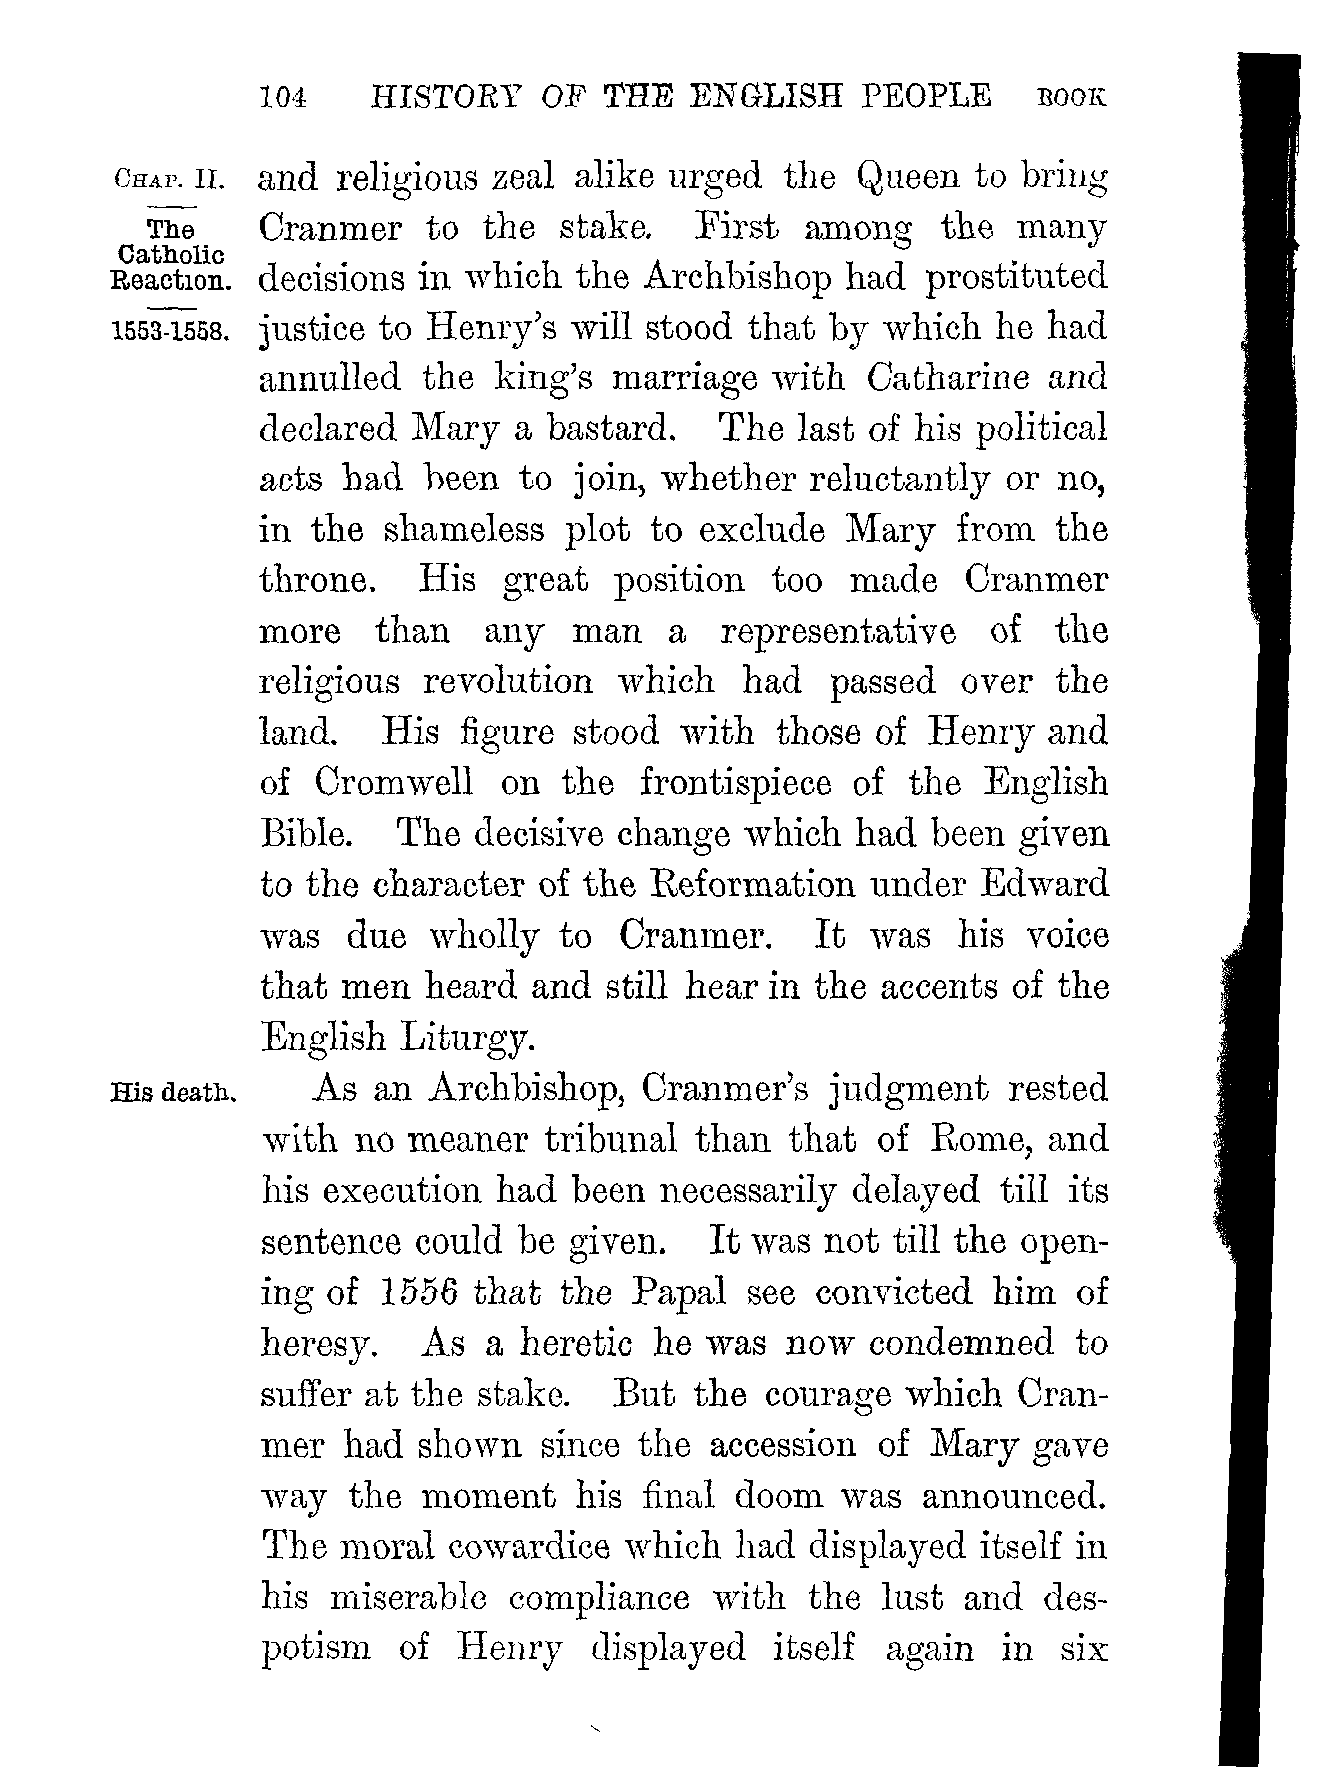 104 HISTORY OF THE ENGLISH PEOPLE BOOK
CHAP. II.
The
Catholic
Reaction.
1553-1558.
and religious zeal alike urged the Queen to bring
Cranmer to the stake. First among the many
decisions in which the Archbishop had prostituted
justice to Henry's will stood that by which he had
annulled the king's marriage with Catharine and
declared Mary a bastard. The last of his political
acts had been to join, whether reluctantly or no,
in the shameless plot to exclude Mary from the
throne. His great position too made Cranmer
more than any man a representative of the
religious revolution which had passed over the
land. His figure stood with those of Henry and
of Cromwell on the frontispiece of the English
Bible. The decisive change which had been given
to the character of the Reformation under Edward
was due wholly to Cranmer. It was his voice
that men heard and still hear in the accents of the
English Liturgy.
His death.
As an Archbishop, Cranmer's judgment rested
with no meaner tribunal than that of Rome, and
his execution had been necessarily delayed till its
sentence could be given. It was not till the open-
ing of 1556 that the Papal see convicted him of
heresy. As a heretic he was now condemned to
suffer at the stake. But the courage which Cran-
mer had shown since the accession of Mary gave
way the moment his final doom was announced.
The moral cowardice which had displayed itself in
his miserable compliance with the lust and des-
potism of Henry displayed itself again in six